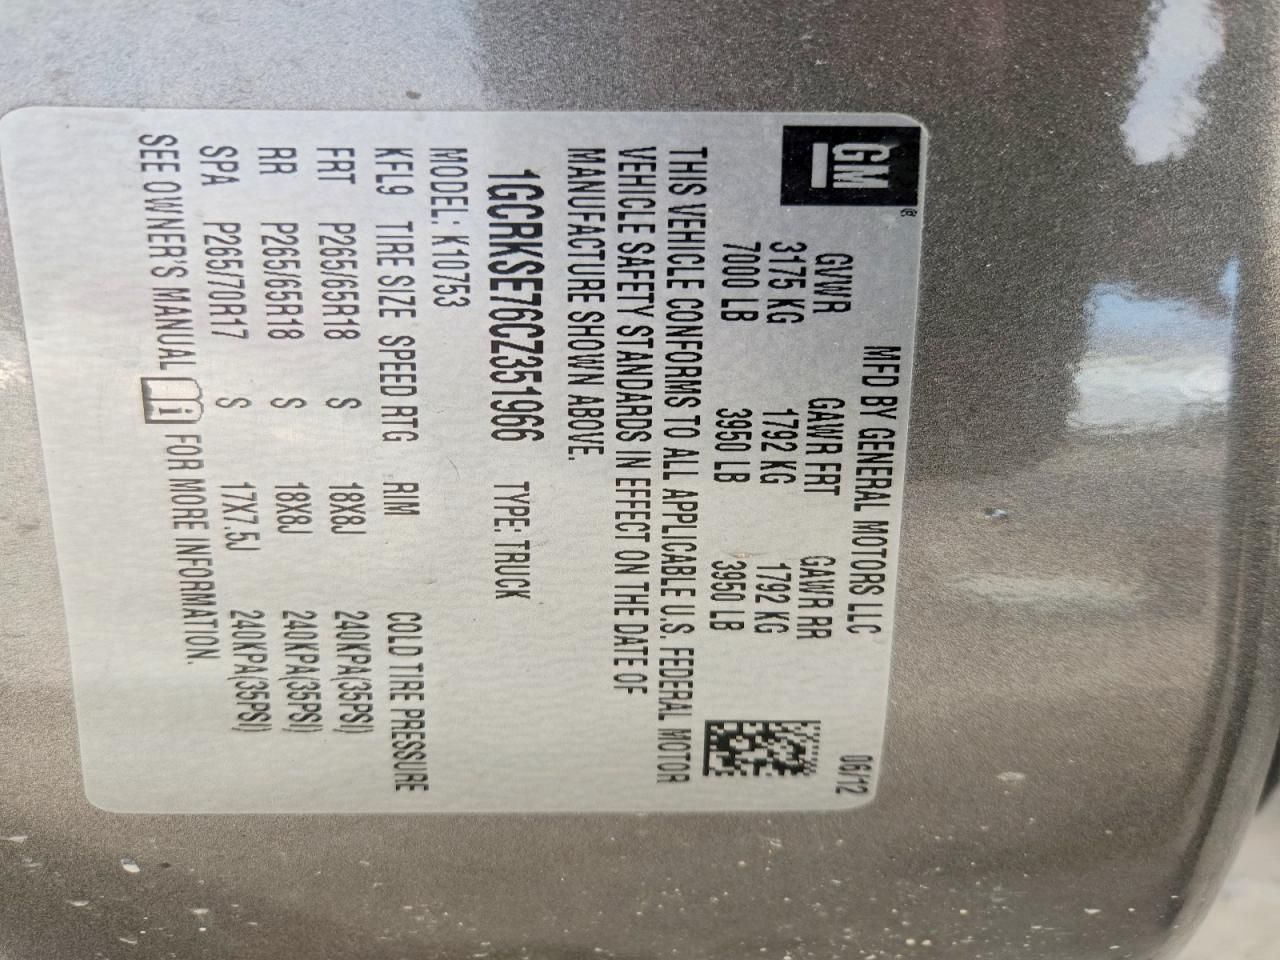 GM
MFD BY GENERAL MOTORS LLC 06/12
GVWR GAWR FRT GAWR RR
3175 KG 1792 KG 1792 KG
7000 LB 3950 LB 3950 LB
THIS VEHICLE CONFORMS TO ALL APPLICABLE U.S. FEDERAL MOTOR
VEHICLE SAFETY STANDARDS IN EFFECT ON THE DATE OF
MANUFACTURE SHOWN ABOVE.
1GCRKSE76CZ351966 TYPE: TRUCK
MODEL: K10753
KFL9 TIRE SIZE SPEED RTG RIM COLD TIRE PRESSURE
FRT P265/65R18 S 18X8J 240KPA(35PSI)
RR P265/65R18 S 18X8J 240KPA(35PSI)
SPA P265/70R17 S 17X7.5J 240KPA(35PSI)
SEE OWNER'S MANUAL i FOR MORE INFORMATION.